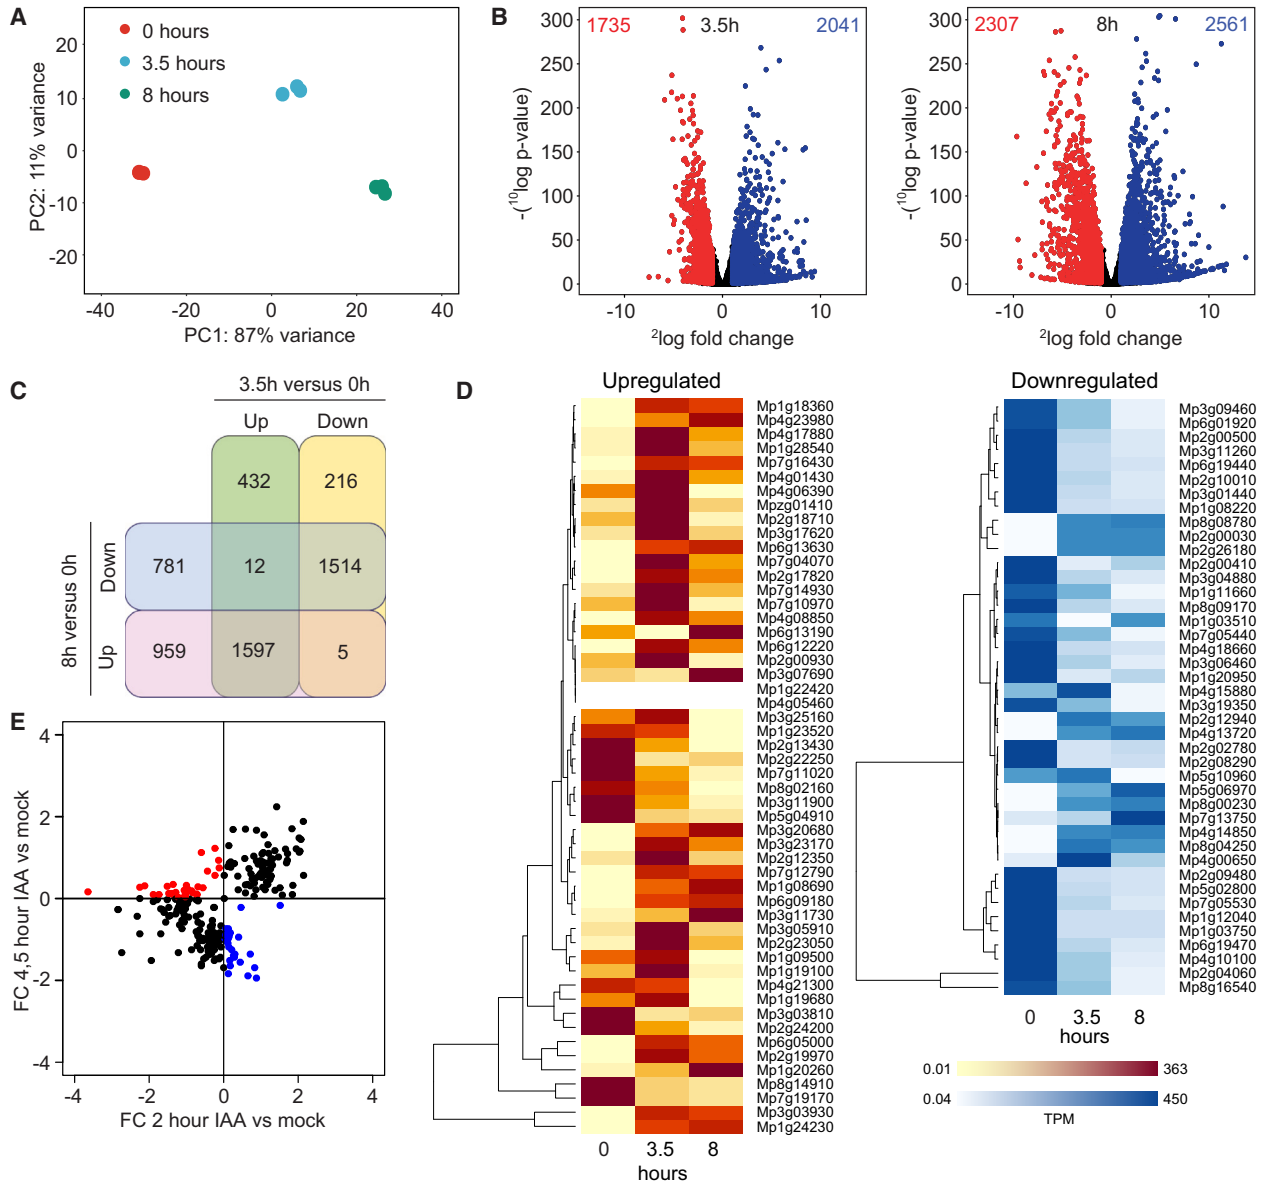 A
0 hours
3.5 hours
8 hours
20
10
0
-10
-20
PC2: 11% variance
-40
-20
0
20
40
PC1: 87% variance
B
1735
3.5h
2041
300
250
200
150
100
50
0
-(10log p-value)
-10
0
10
2log fold change
2307
8h
2561
300
250
200
150
100
50
0
-(10log p-value)
-10
0
10
2log fold change
C
3.5h versus 0h
Up
Down
432
216
8h versus 0h
Down
781
12
1514
Up
959
1597
5
D
Upregulated
Mp1g18360
Mp4g23980
Mp4g17880
Mp1g28540
Mp7g16430
Mp4g01430
Mp4g06390
Mpzg01410
Mp2g18710
Mp3g17620
Mp6g13630
Mp7g04070
Mp2g17820
Mp7g14930
Mp7g10970
Mp4g08850
Mp6g13190
Mp6g12220
Mp2g00930
Mp3g07690
Mp1g22420
Mp4g05460
Mp3g25160
Mp1g23520
Mp2g13430
Mp2g22250
Mp7g11020
Mp8g02160
Mp3g11900
Mp5g04910
Mp3g20680
Mp3g23170
Mp2g12350
Mp7g12790
Mp1g08690
Mp6g09180
Mp3g11730
Mp3g05910
Mp2g23050
Mp1g09500
Mp1g19100
Mp4g21300
Mp1g19680
Mp3g03810
Mp2g24200
Mp6g05000
Mp2g19970
Mp1g20260
Mp8g14910
Mp7g19170
Mp3g03930
Mp1g24230
0
3.5
8
hours
Downregulated
Mp3g09460
Mp6g01920
Mp2g00500
Mp3g11260
Mp6g19440
Mp2g10010
Mp3g01440
Mp1g08220
Mp8g08780
Mp2g00030
Mp2g26180
Mp2g00410
Mp3g04880
Mp1g11660
Mp8g09170
Mp1g03510
Mp7g05440
Mp4g18660
Mp3g06460
Mp1g20950
Mp4g15880
Mp3g19350
Mp2g12940
Mp4g13720
Mp2g02780
Mp2g08290
Mp5g10960
Mp5g06970
Mp8g00230
Mp7g13750
Mp4g14850
Mp8g04250
Mp4g00650
Mp2g09480
Mp5g02800
Mp7g05530
Mp1g12040
Mp1g03750
Mp6g19470
Mp4g10100
Mp2g04060
Mp8g16540
0
3.5
8
hours
0.01
363
0.04
450
TPM
E
4
2
0
-2
-4
FC 4,5 hour IAA vs mock
-4
-2
0
2
4
FC 2 hour IAA vs mock